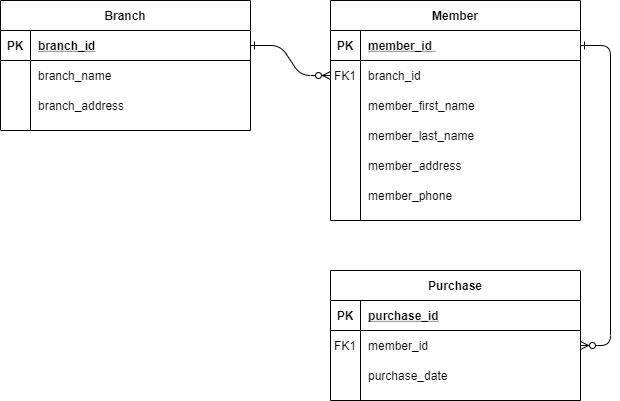 Branch
PK branch_id
branch_name
branch_address
Member
PK member_id
FK1 branch_id
member_first_name
member_last_name
member_address
member_phone
Purchase
PK purchase_id
FK1 member_id
purchase_date